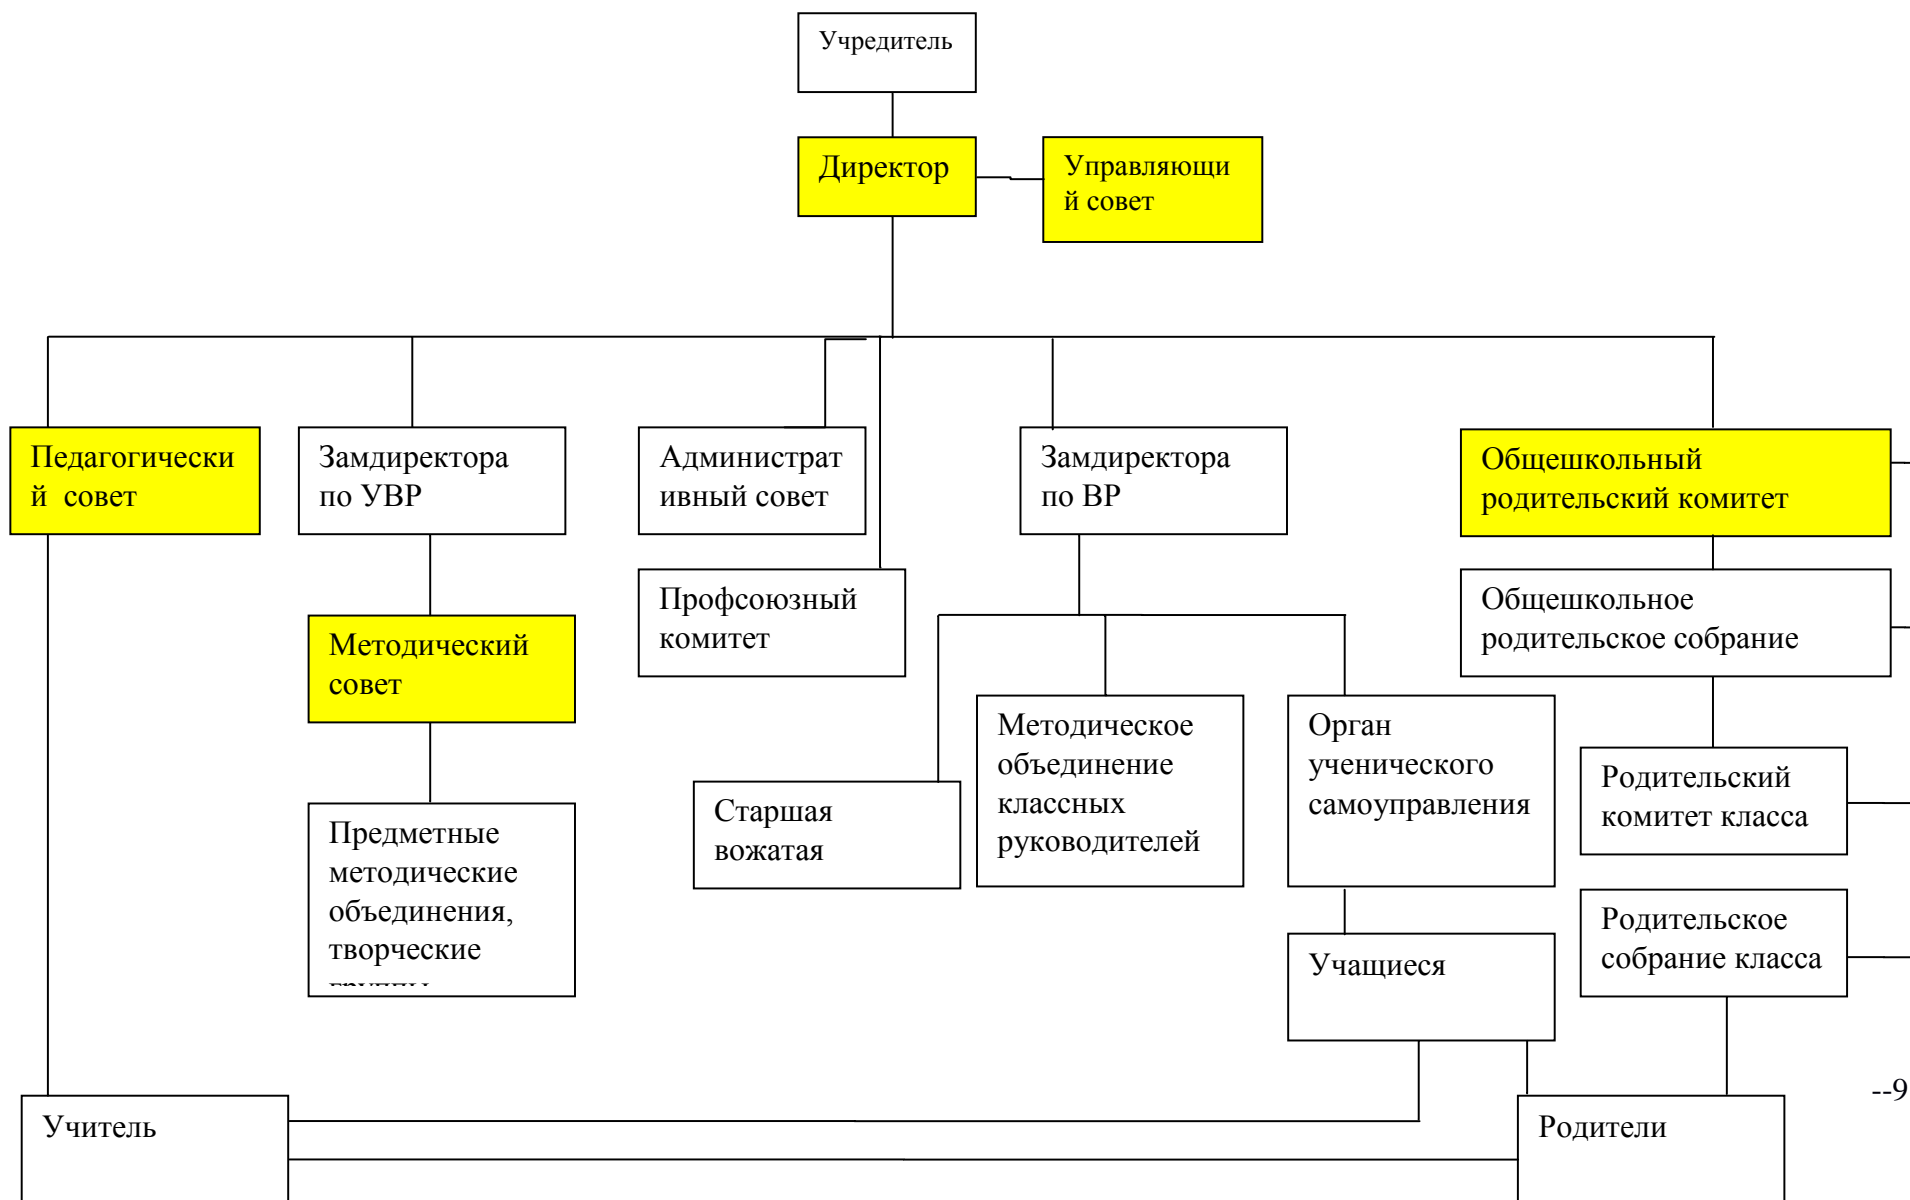 Учредитель
Директор
Управляющи
й совет
Педагогически
й совет
Замдиректора
по УВР
Администрат
ивный совет
Замдиректора
по ВР
Общешкольный
родительский комитет
Профсоюзный
комитет
Общешкольное
родительское собрание
Методический
совет
Методическое
объединение
классных
руководителей
Орган
ученического
самоуправления
Родительский
комитет класса
Старшая
вожатая
Предметные
методические
объединения,
творческие
Родительское
собрание класса
Учащиеся
--9
Учитель
Родители